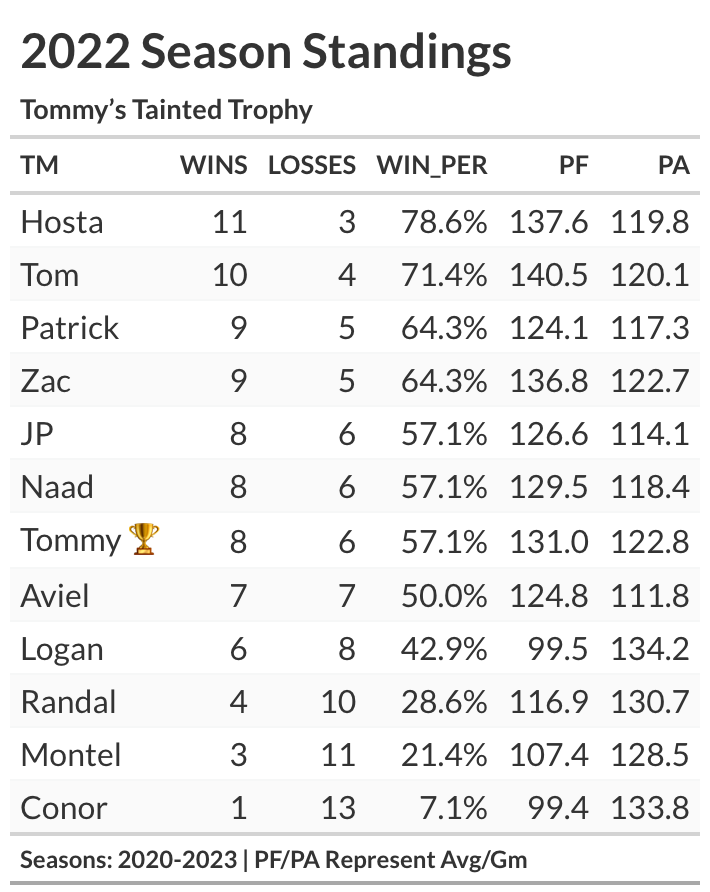 2022 Season Standings
Tommy’s Tainted Trophy
TM WINS LOSSES WIN_PER PF PA
Hosta 11 3 78.6% 137.6 119.8
Tom 10 4 71.4% 140.5 120.1
Patrick 9 5 64.3% 124.1 117.3
Zac 9 5 64.3% 136.8 122.7
JP 8 6 57.1% 126.6 114.1
Naad 8 6 57.1% 129.5 118.4
Tommy 🏆 8 6 57.1% 131.0 122.8
Aviel 7 7 50.0% 124.8 111.8
Logan 6 8 42.9% 99.5 134.2
Randal 4 10 28.6% 116.9 130.7
Montel 3 11 21.4% 107.4 128.5
Conor 1 13 7.1% 99.4 133.8
Seasons: 2020-2023 | PF/PA Represent Avg/Gm